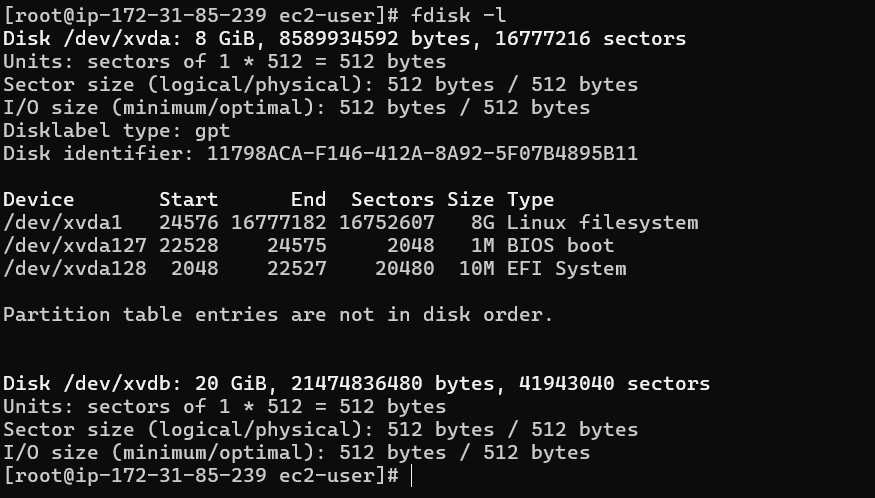 [root@ip-172-31-85-239 ec2-user]# fdisk -l
Disk /dev/xvda: 8 GiB, 8589934592 bytes, 16777216 sectors
Units: sectors of 1 * 512 = 512 bytes
Sector size (logical/physical): 512 bytes / 512 bytes
I/O size (minimum/optimal): 512 bytes / 512 bytes
Disklabel type: gpt
Disk identifier: 11798ACA-F146-412A-8A92-5F07B4895B11

Device       Start      End  Sectors Size Type
/dev/xvda1   24576 16777182 16752607   8G Linux filesystem
/dev/xvda127 22528    24575     2048   1M BIOS boot
/dev/xvda128  2048    22527    20480  10M EFI System

Partition table entries are not in disk order.


Disk /dev/xvdb: 20 GiB, 21474836480 bytes, 41943040 sectors
Units: sectors of 1 * 512 = 512 bytes
Sector size (logical/physical): 512 bytes / 512 bytes
I/O size (minimum/optimal): 512 bytes / 512 bytes
[root@ip-172-31-85-239 ec2-user]#